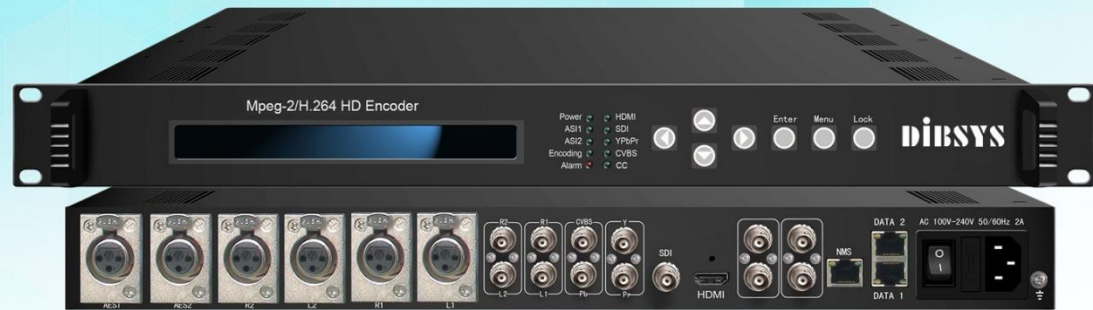 Mpeg-2/H.264 HD Encoder
Power HDMI
ASI1 SDI
ASI2 YPbPr
Encoding CVBS
Alarm CC
Enter Menu Lock
DiBSYS
R2 R1 CVBS Y
SDI
HDMI
L2 L1 Pb Pr
NMS
DATA 2
DATA 1
AC 100V-240V 50/60Hz 2A
O
I
AES1 AES2 R2 L2 R1 L1